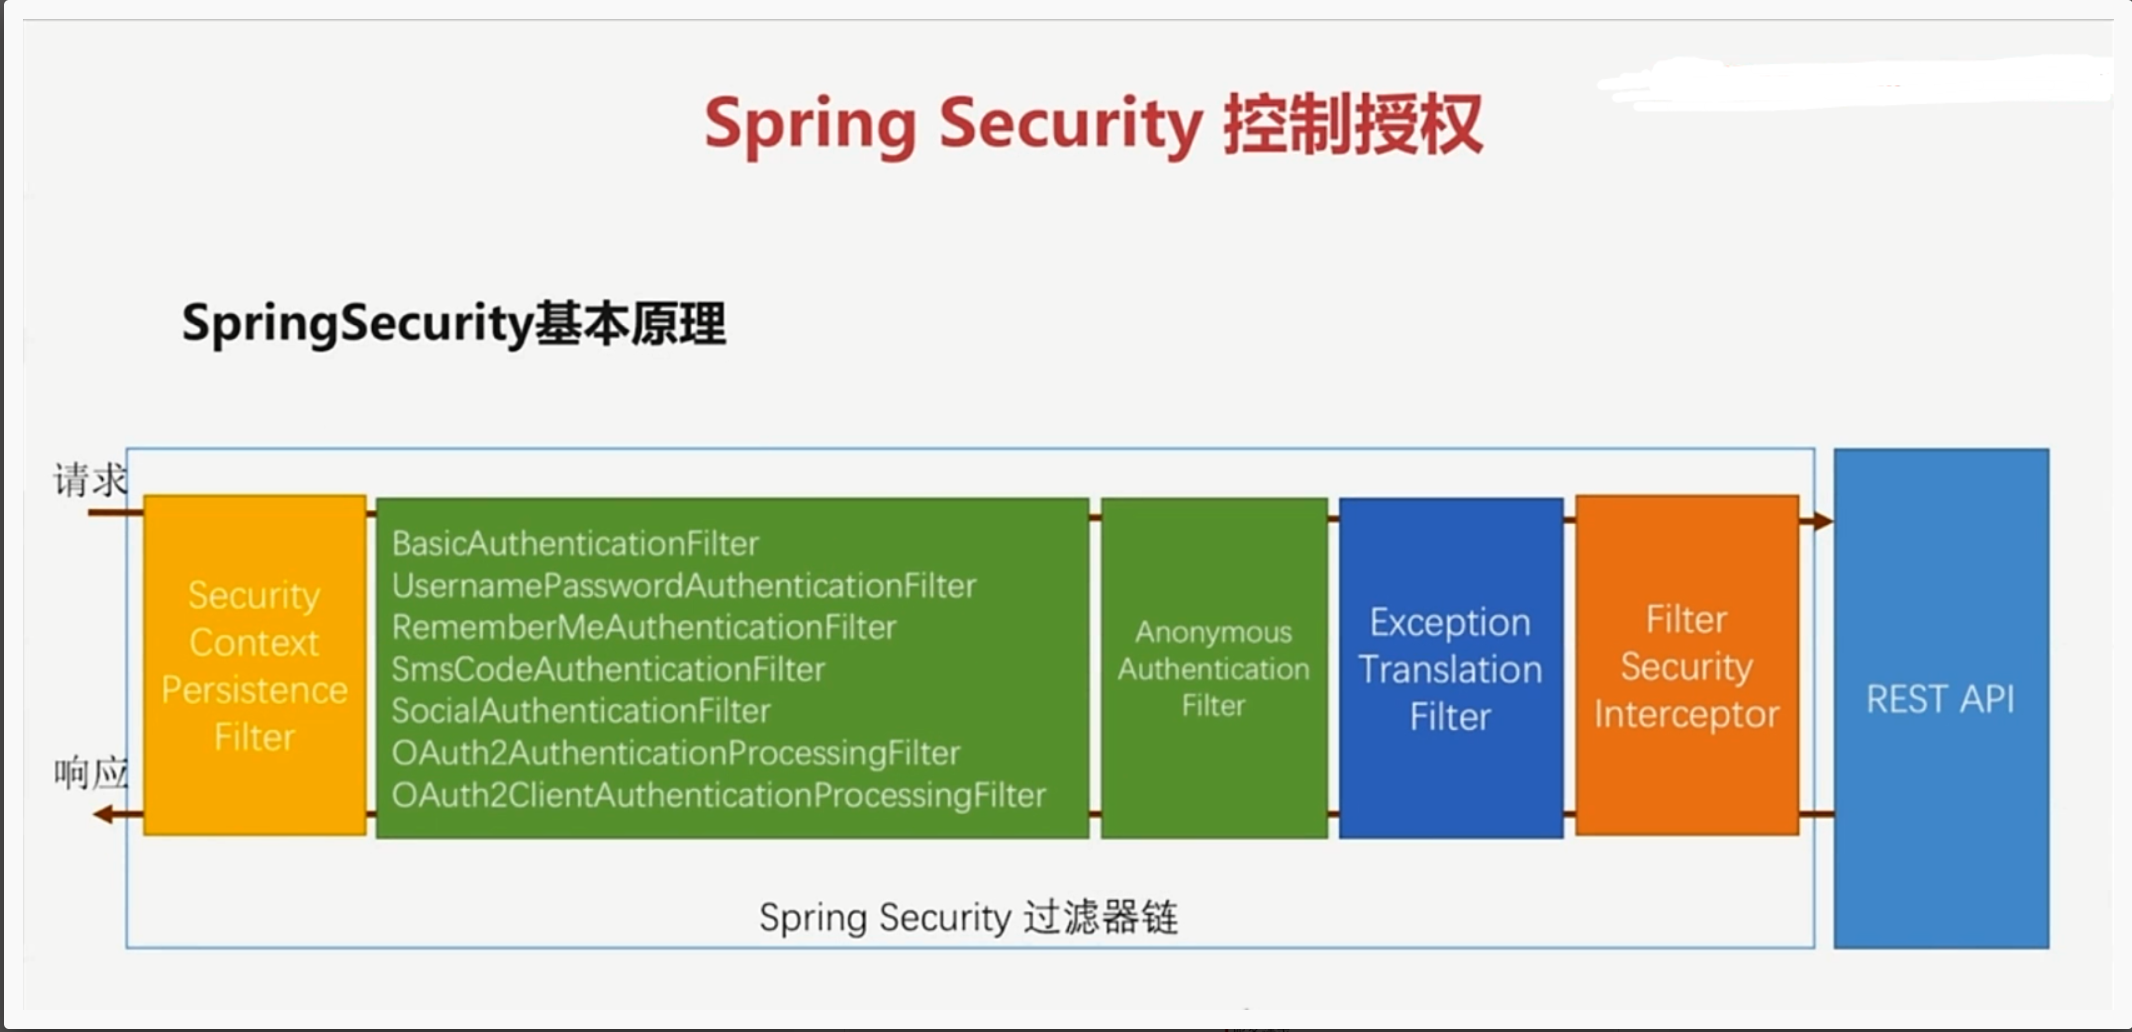 Spring Security 控制授权
SpringSecurity基本原理
请求
Security
Context
Persistence
Filter
BasicAuthenticationFilter
UsernamePasswordAuthenticationFilter
RememberMeAuthenticationFilter
SmsCodeAuthenticationFilter
SocialAuthenticationFilter
OAuth2AuthenticationProcessingFilter
OAuth2ClientAuthenticationProcessingFilter
Anonymous
Authentication
Filter
Exception
Translation
Filter
Filter
Security
Interceptor
REST API
响应
Spring Security 过滤器链